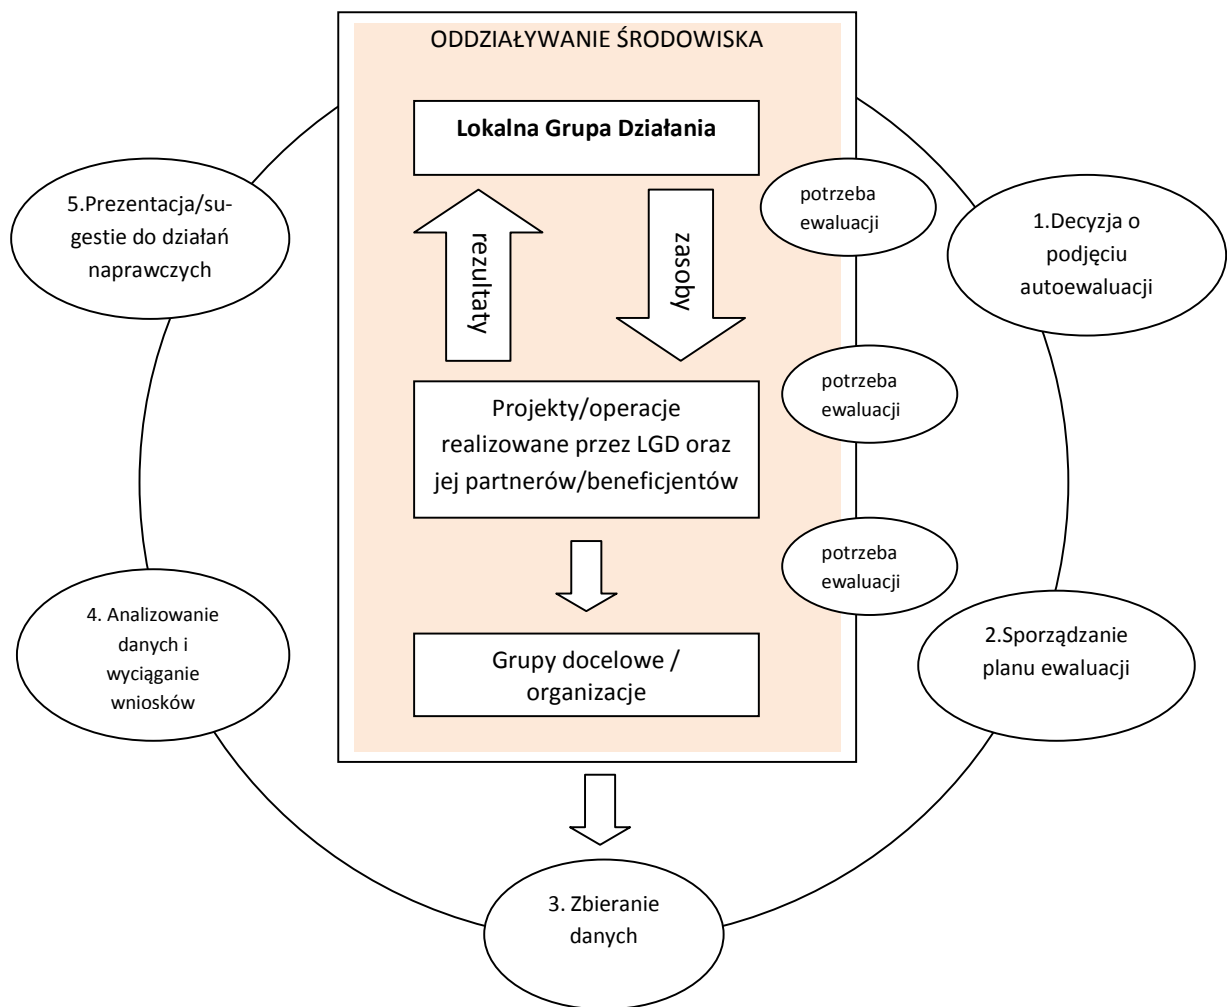 ODDZIAŁYWANIE ŚRODOWISKA
Lokalna Grupa Działania
potrzeba
ewaluacji
5.Prezentacja/su-
gestie do działań
naprawczych
1.Decyzja o
podjęciu
autoewaluacji
rezultaty
zasoby
potrzeba
ewaluacji
Projekty/operacje
realizowane przez LGD oraz
jej partnerów/beneficjentów
potrzeba
ewaluacji
4. Analizowanie
danych i
wyciąganie
wniosków
2.Sporządzanie
planu ewaluacji
Grupy docelowe /
organizacje
3. Zbieranie
danych